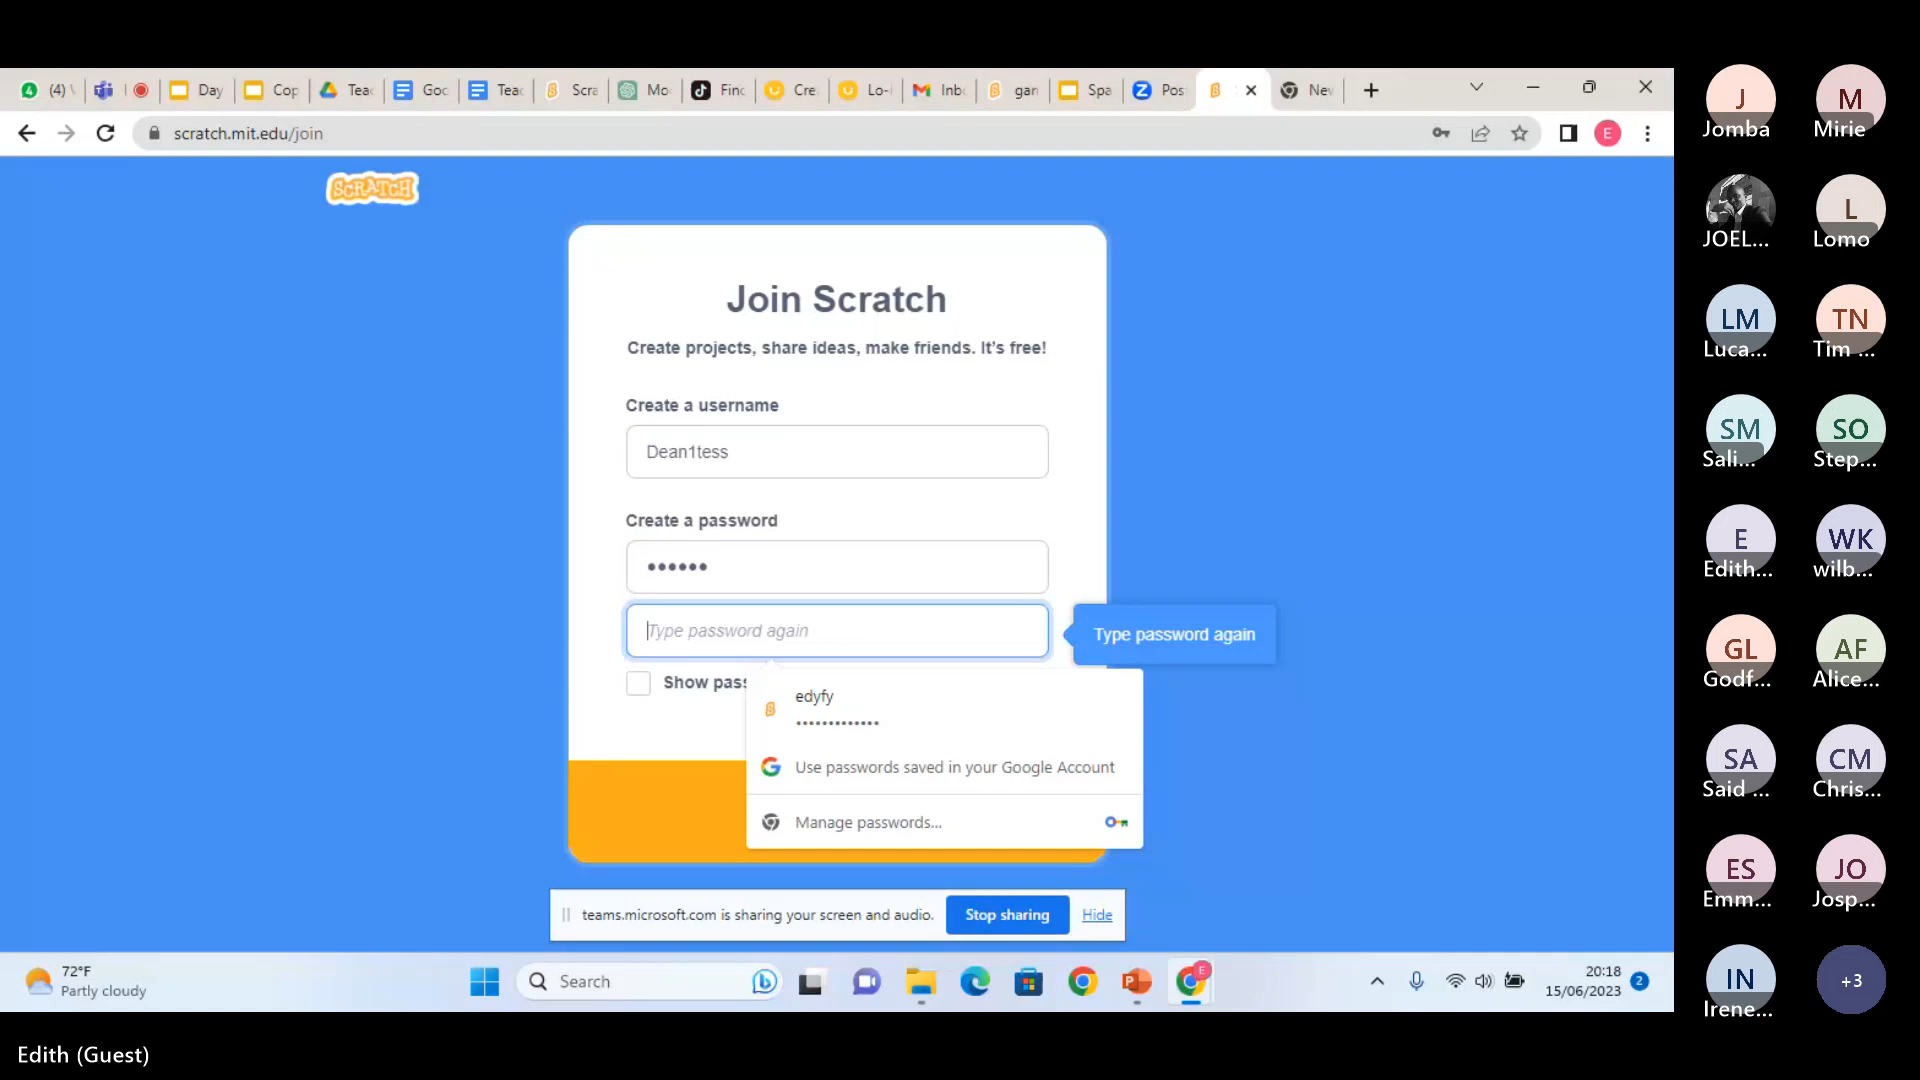 (4) \
Day
Cop
Teac
Goc
Teac
Scra
Mo
Finc
Cre
Lo-
Inbo
gan
Spa
Pos
Nev
scratch.mit.edu/join
E
SCRATCH
Join Scratch
Create projects, share ideas, make friends. It's free!
Create a username
Dean1tess
Create a password
••••••
Type password again
Type password again
Show pass
edyfy
•••••••••••••
Use passwords saved in your Google Account
Manage passwords...
teams.microsoft.com is sharing your screen and audio.
Stop sharing
Hide
72°F
Partly cloudy
Search
E
20:18
15/06/2023
2
Edith (Guest)
J
Jomba
M
Mirie
JOEL...
L
Lomo
LM
Luca...
TN
Tim ...
SM
Sali...
SO
Step...
E
Edith...
WK
wilb...
GL
Godf...
AF
Alice...
SA
Said ...
CM
Chris...
ES
Emm...
JO
Josp...
IN
Irene...
+3